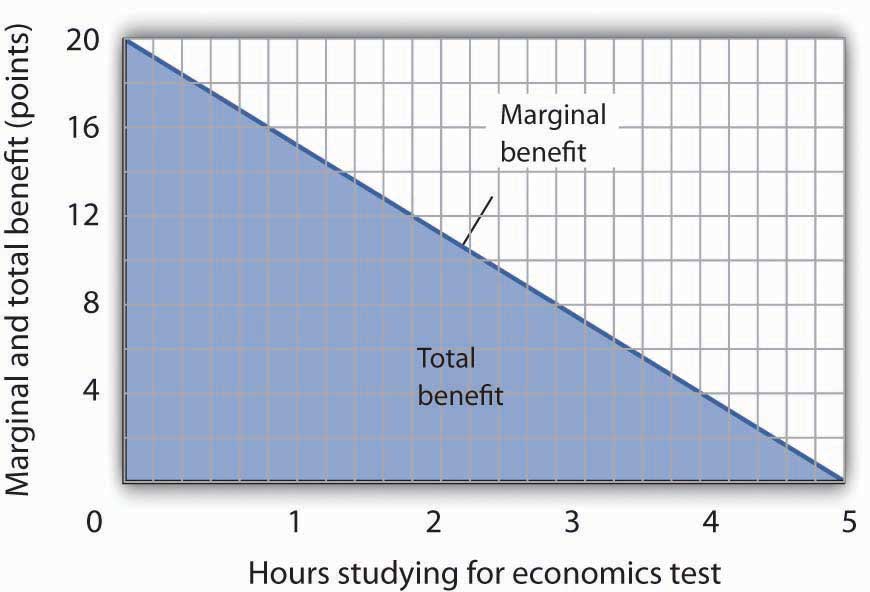 Marginal and total benefit (points)
20
16
12
8
4
0
Marginal
benefit
Total
benefit
1
2
3
4
5
Hours studying for economics test